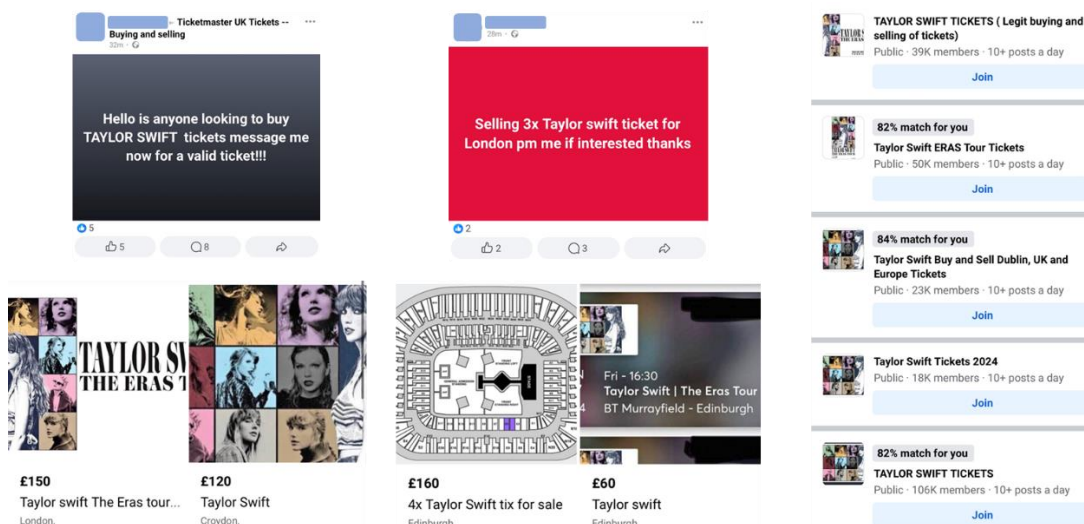 Ticketmaster UK Tickets --
Buying and selling
32m
Hello is anyone looking to buy
TAYLOR SWIFT tickets message me
now for a valid ticket!!!
5
5
8
28m
Selling 3x Taylor swift ticket for
London pm me if interested thanks
2
2
3
TAYLOR SW
THE ERAS T
£150
Taylor swift The Eras tour...
London,
£120
Taylor Swift
Croydon,
£160
4x Taylor Swift tix for sale
Edinburgh
Fri - 16:30
Taylor Swift | The Eras Tour
BT Murrayfield - Edinburgh
£60
Taylor swift
Edinburgh
TAYLOR SWIFT TICKETS ( Legit buying and
selling of tickets)
Public · 39K members · 10+ posts a day
Join
82% match for you
Taylor Swift ERAS Tour Tickets
Public · 50K members · 10+ posts a day
Join
84% match for you
Taylor Swift Buy and Sell Dublin, UK and
Europe Tickets
Public · 23K members · 10+ posts a day
Join
Taylor Swift Tickets 2024
Public · 18K members · 10+ posts a day
Join
82% match for you
TAYLOR SWIFT TICKETS
Public · 106K members · 10+ posts a day
Join